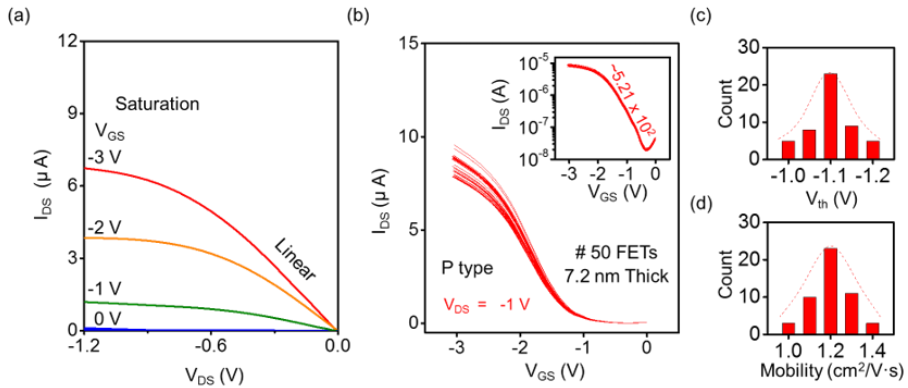 (a)
12
9
6
3
0
I_DS (μ A)
Saturation
V_GS
-3 V
-2 V
-1 V
0 V
Linear
-1.2
-0.6
0.0
V_DS (V)
(b)
15
10
5
0
I_DS (μ A)
P type
V_DS = -1 V
# 50 FETs
7.2 nm Thick
-3
-2
-1
0
V_GS (V)
10⁻⁵
10⁻⁶
10⁻⁷
10⁻⁸
I_DS (A)
~5.21 x 10²
-3
-2
-1
0
V_GS (V)
(c)
30
20
10
0
Count
-1.0
-1.1
-1.2
V_th (V)
(d)
30
20
10
0
Count
1.0
1.2
1.4
Mobility (cm²/V·s)